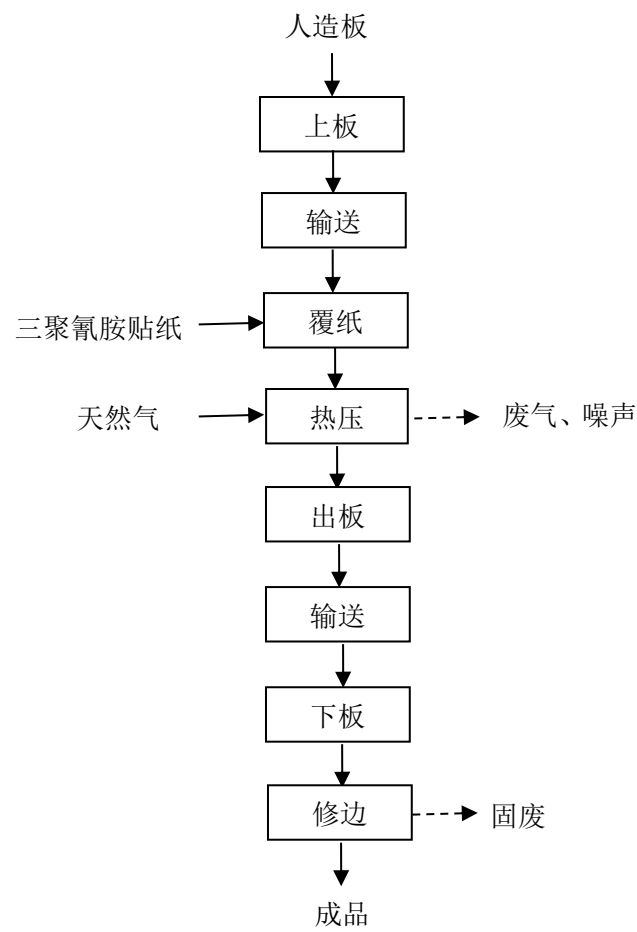 人造板
上板
输送
覆纸
三聚氰胺贴纸
热压
天然气
废气、噪声
出板
输送
下板
修边
固废
成品